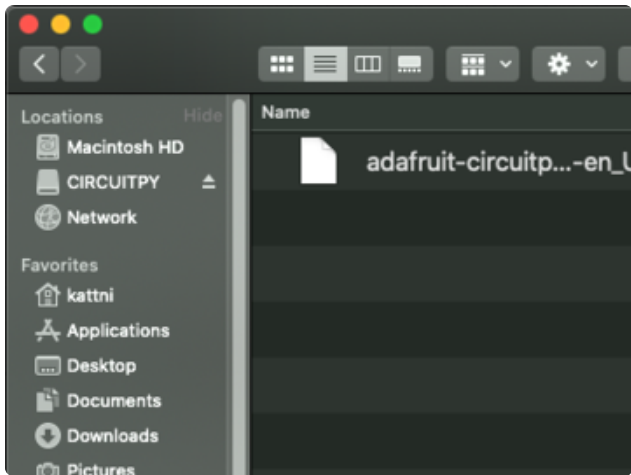 Locations Hide
Macintosh HD
CIRCUITPY
Network
Favorites
kattni
Applications
Desktop
Documents
Downloads
Pictures
Name
adafruit-circuitp...-en_U